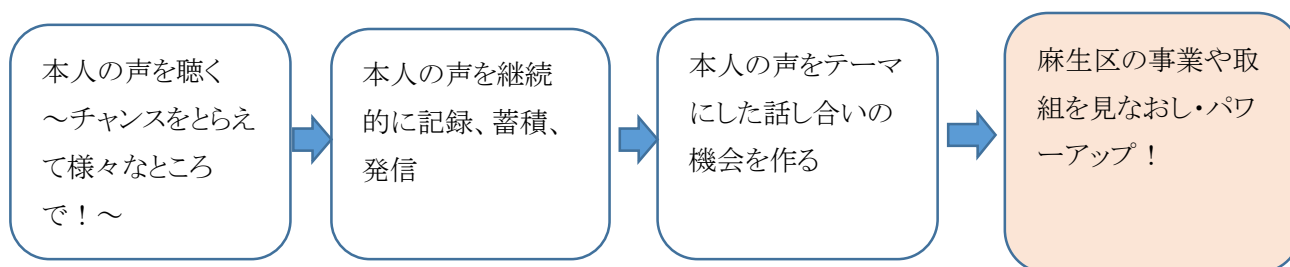 本人の声を聴く
～チャンスをとらえ
て様々なところ
で！～
本人の声を継続
的に記録、蓄積、
発信
本人の声をテーマ
にした話し合いの
機会を作る
麻生区の事業や取
組を見なおし・パワ
ーアップ！